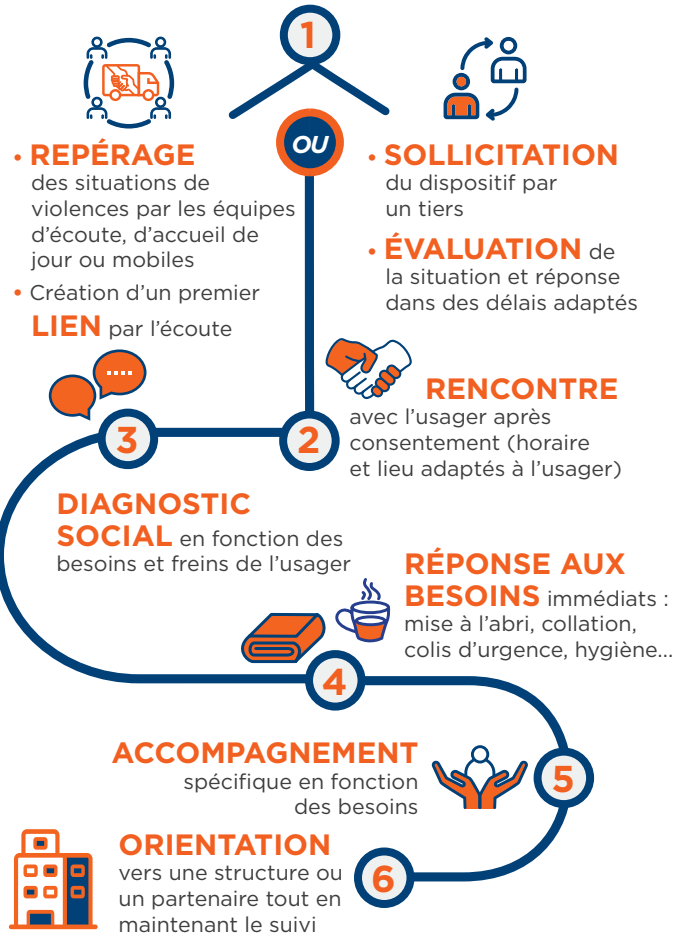 1
OU
• REPÉRAGE
des situations de
violences par les équipes
d'écoute, d'accueil de
jour ou mobiles
• Création d'un premier
LIEN par l'écoute
• SOLLICITATION
du dispositif par
un tiers
• ÉVALUATION de
la situation et réponse
dans des délais adaptés
2
RENCONTRE
avec l'usager après
consentement (horaire
et lieu adaptés à l'usager)
3
DIAGNOSTIC
SOCIAL en fonction des
besoins et freins de l'usager
RÉPONSE AUX
BESOINS immédiats :
mise à l'abri, collation,
colis d'urgence, hygiène...
4
ACCOMPAGNEMENT
spécifique en fonction
des besoins
5
ORIENTATION
vers une structure ou
un partenaire tout en
maintenant le suivi
6